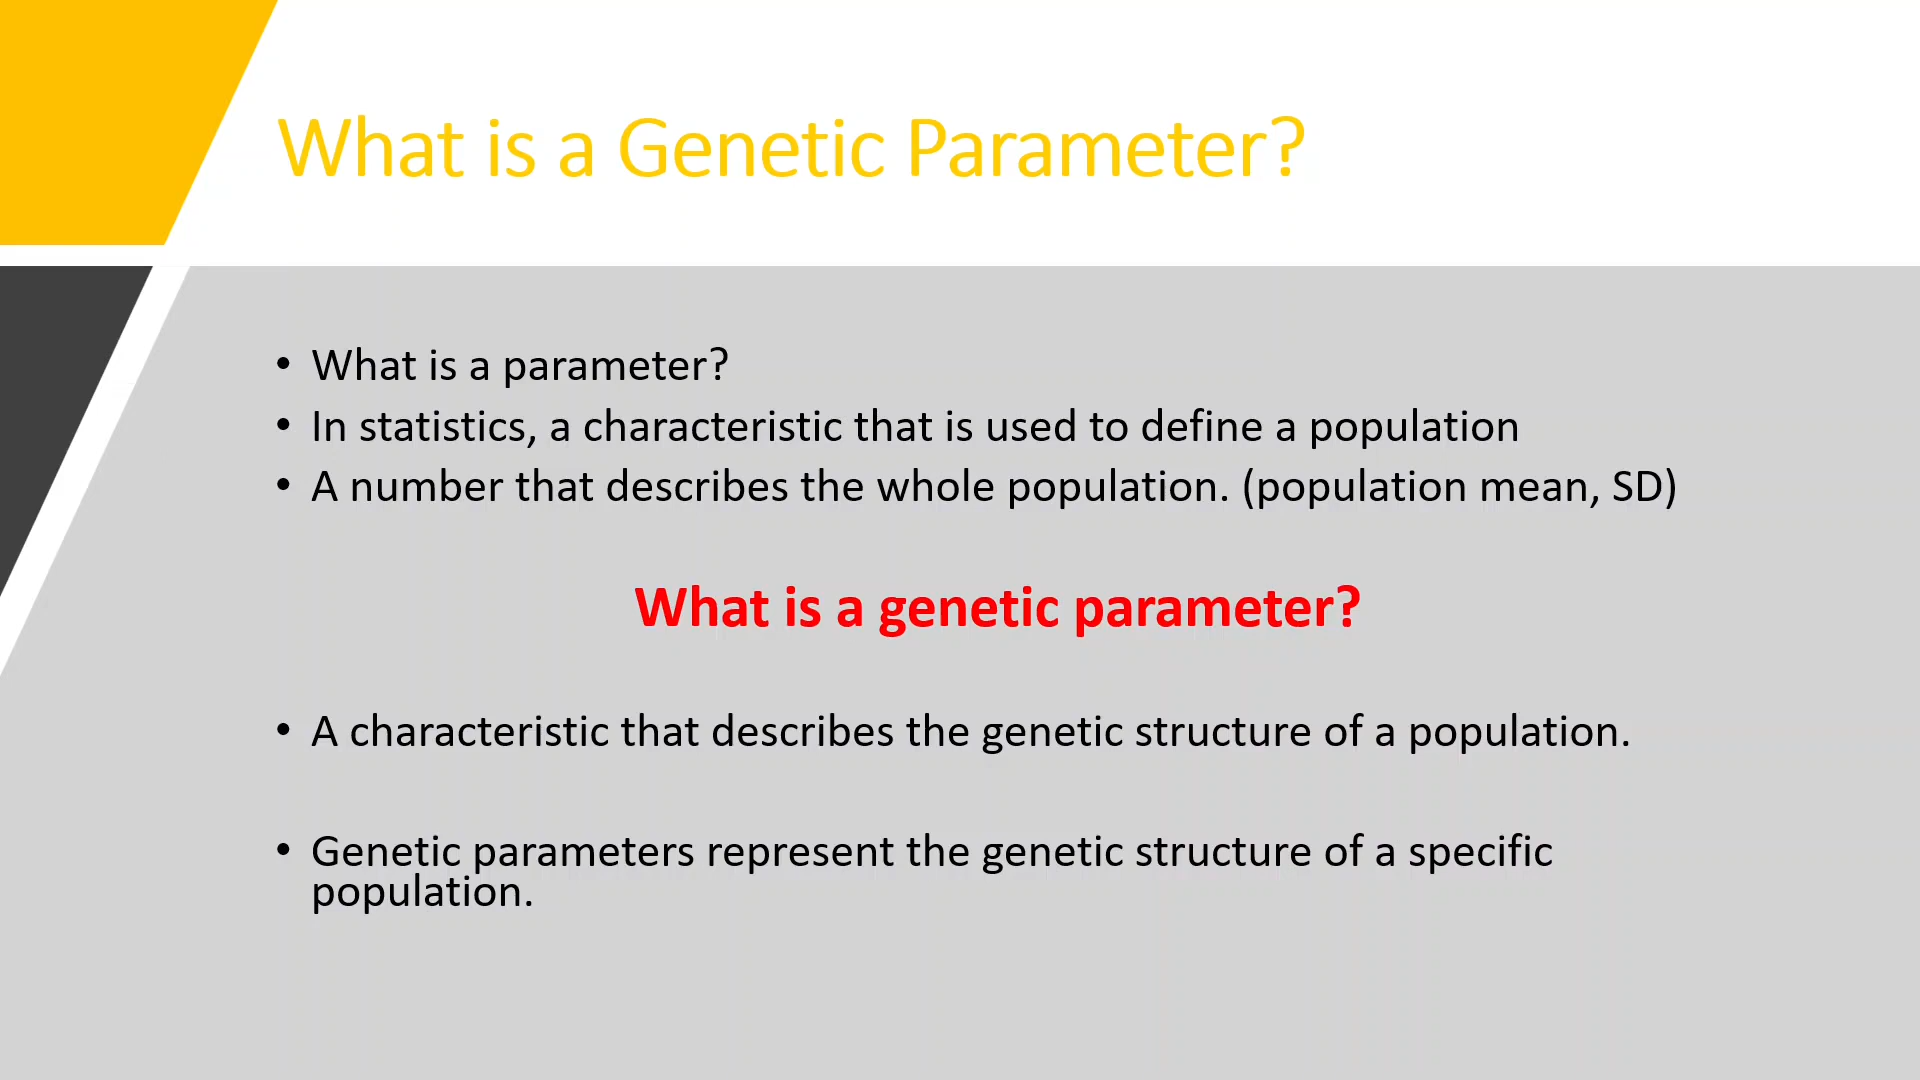 What is a Genetic Parameter?
• What is a parameter?
• In statistics, a characteristic that is used to define a population
• A number that describes the whole population. (population mean, SD)
What is a genetic parameter?
• A characteristic that describes the genetic structure of a population.
• Genetic parameters represent the genetic structure of a specific
population.